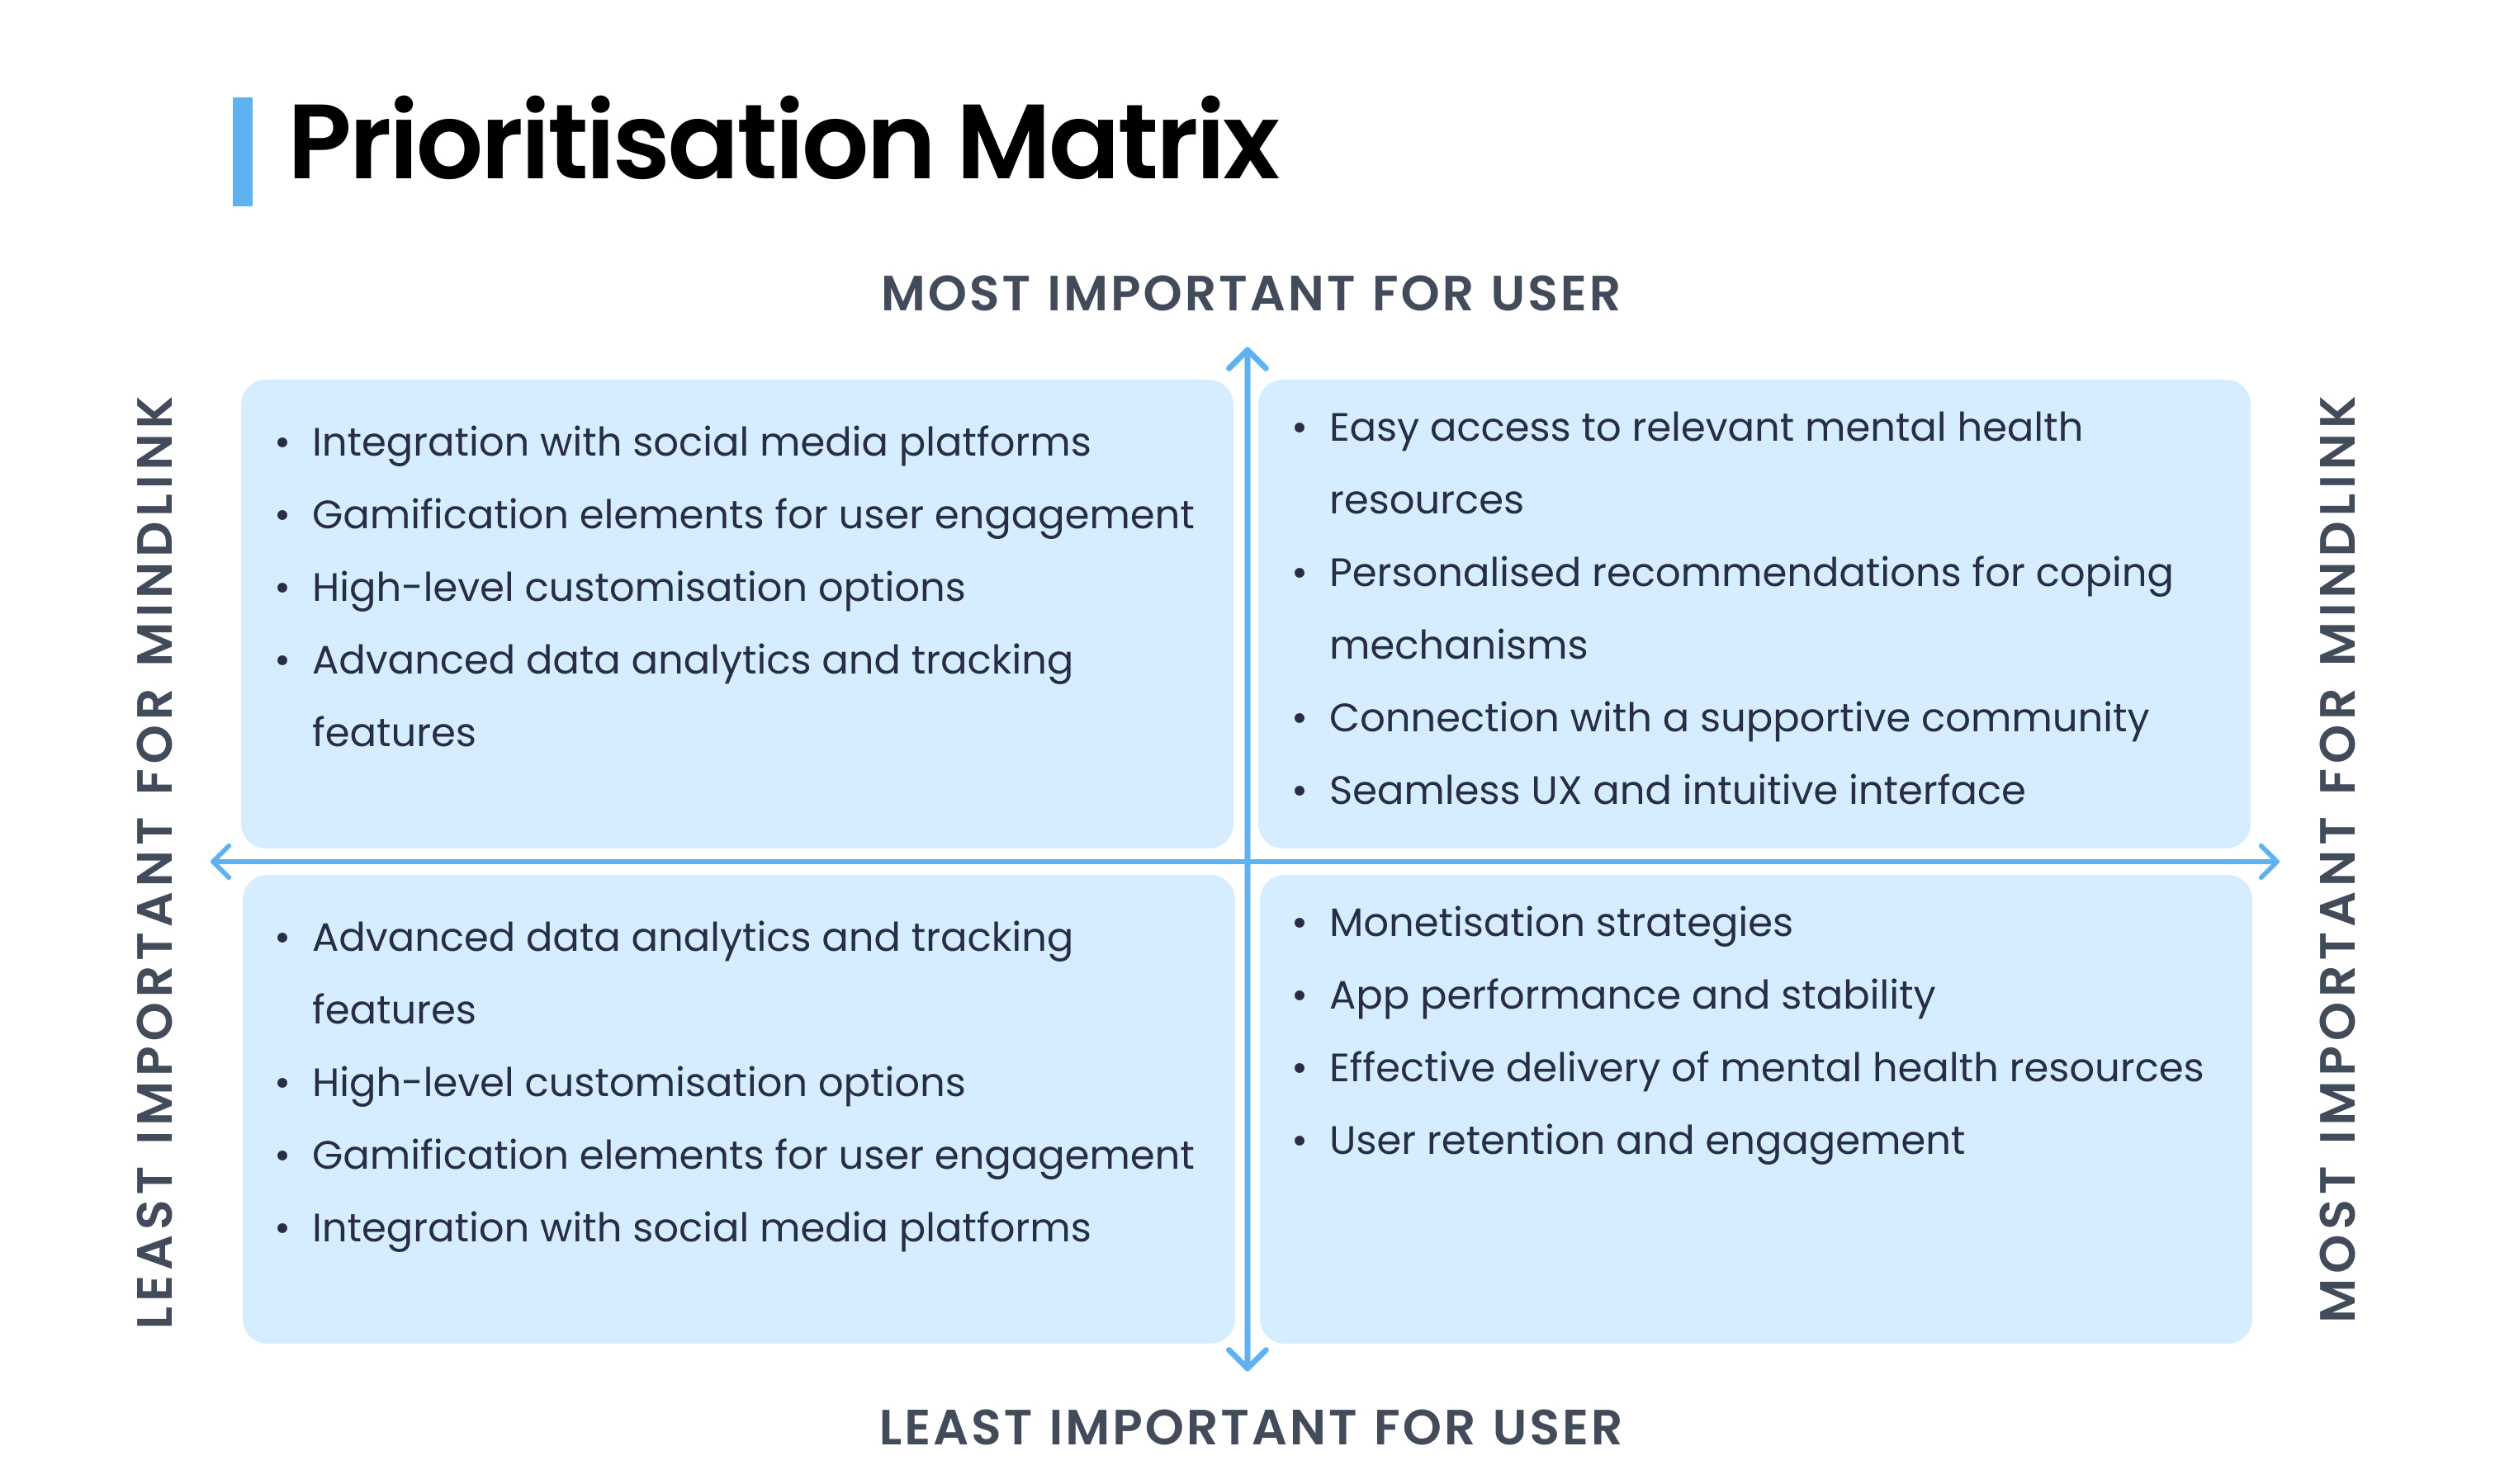 Prioritisation Matrix
MOST IMPORTANT FOR USER
LEAST IMPORTANT FOR MINDLINK
• Integration with social media platforms
• Gamification elements for user engagement
• High-level customisation options
• Advanced data analytics and tracking
features
• Easy access to relevant mental health
resources
• Personalised recommendations for coping
mechanisms
• Connection with a supportive community
• Seamless UX and intuitive interface
• Advanced data analytics and tracking
features
• High-level customisation options
• Gamification elements for user engagement
• Integration with social media platforms
• Monetisation strategies
• App performance and stability
• Effective delivery of mental health resources
• User retention and engagement
MOST IMPORTANT FOR MINDLINK
LEAST IMPORTANT FOR USER